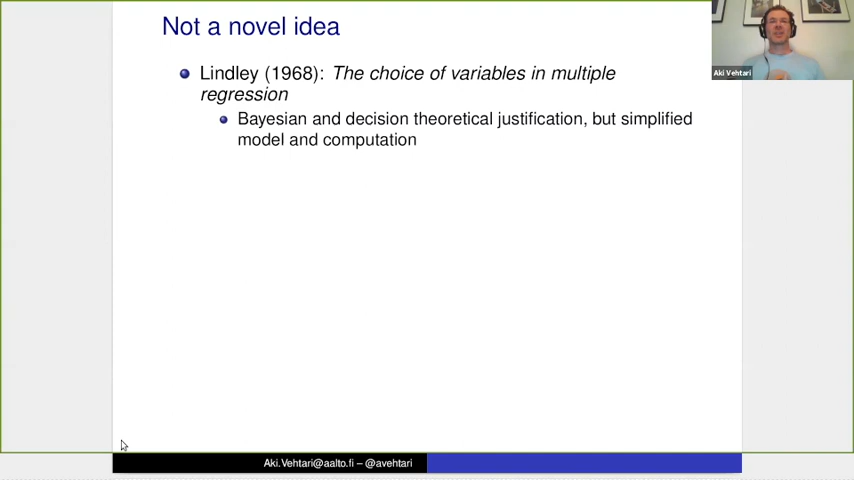 Not a novel idea
Lindley (1968): The choice of variables in multiple
regression
Bayesian and decision theoretical justification, but simplified
model and computation
Aki Vehtari
Aki.Vehtari@aalto.fi – @avehtari